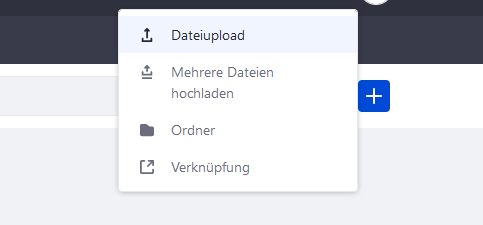 Dateiupload
Mehrere Dateien
hochladen
Ordner
Verknüpfung